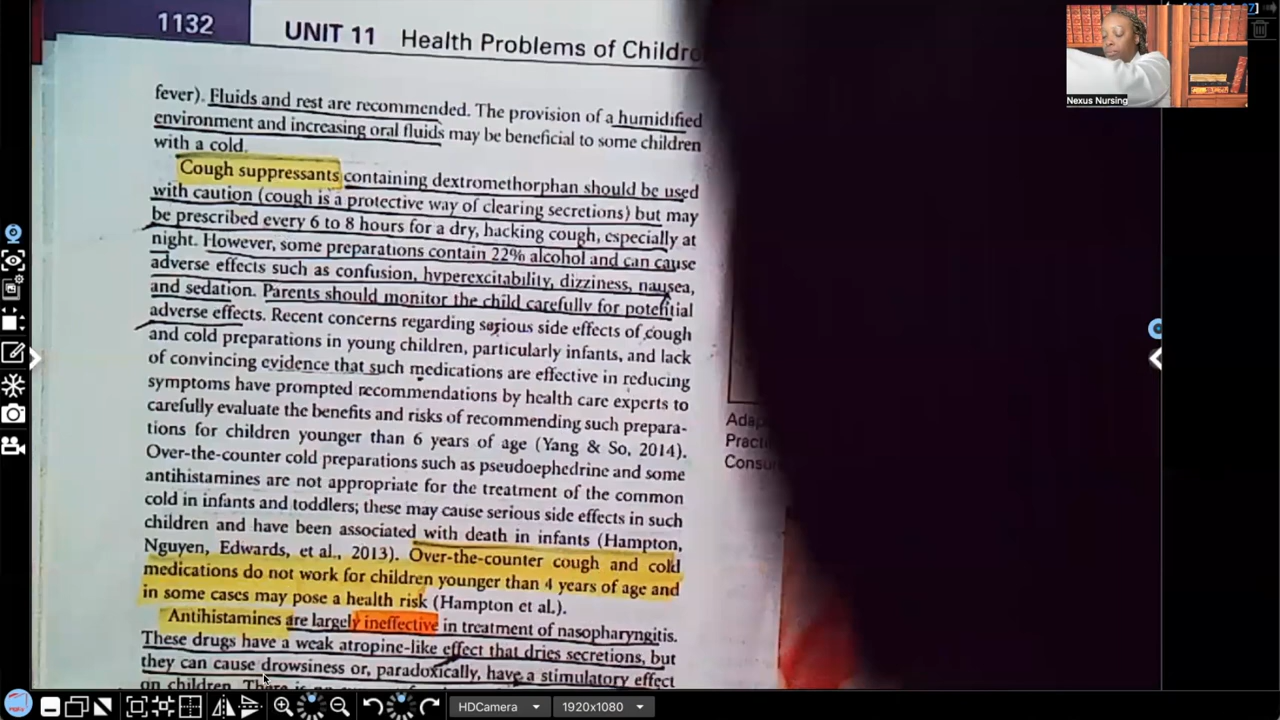 1132
UNIT 11 Health Problems of Childre
fever). Fluids and rest are recommended. The provision of a humidified
environment and increasing oral fluids may be beneficial to some children
with a cold.
Cough suppressants containing dextromethorphan should be used
with caution (cough is a protective way of clearing secretions) but may
be prescribed every 6 to 8 hours for a dry, hacking cough, especially at
night. However, some preparations contain 22% alcohol and can cause
adverse effects such as confusion, hyperexcitability, dizziness, nausea,
and sedation. Parents should monitor the child carefully for potential
adverse effects. Recent concerns regarding serious side effects of cough
and cold preparations in young children, particularly infants, and lack
of convincing evidence that such medications are effective in reducing
symptoms have prompted recommendations by health care experts to
carefully evaluate the benefits and risks of recommending such prepara-
tions for children younger than 6 years of age (Yang & So, 2014).
Over-the-counter cold preparations such as pseudoephedrine and some
antihistamines are not appropriate for the treatment of the common
cold in infants and toddlers; these may cause serious side effects in such
children and have been associated with death in infants (Hampton,
Nguyen, Edwards, et al., 2013). Over-the-counter cough and cold
medications do not work for children younger than 4 years of age and
in some cases may pose a health risk (Hampton et al.).
Antihistamines are largely ineffective in treatment of nasopharyngitis.
These drugs have a weak atropine-like effect that dries secretions, but
they can cause drowsiness or, paradoxically, have a stimulatory effect
on children. There is no
Adap
Practi
Consu
Nexus Nursing
HDCamera
1920x1080